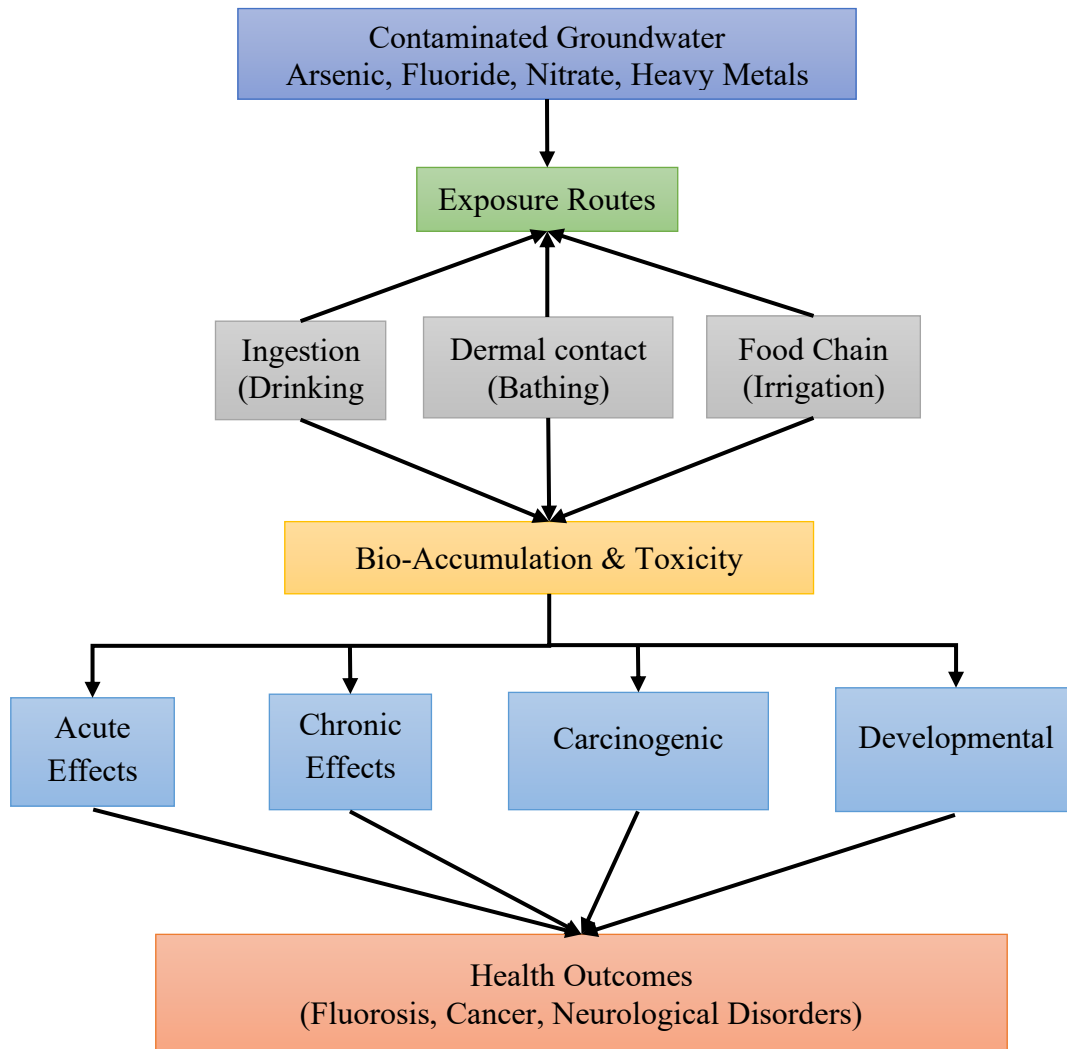 Contaminated Groundwater
Arsenic, Fluoride, Nitrate, Heavy Metals
Exposure Routes
Ingestion
(Drinking
Dermal contact
(Bathing)
Food Chain
(Irrigation)
Bio-Accumulation & Toxicity
Acute
Effects
Chronic
Effects
Carcinogenic
Developmental
Health Outcomes
(Fluorosis, Cancer, Neurological Disorders)